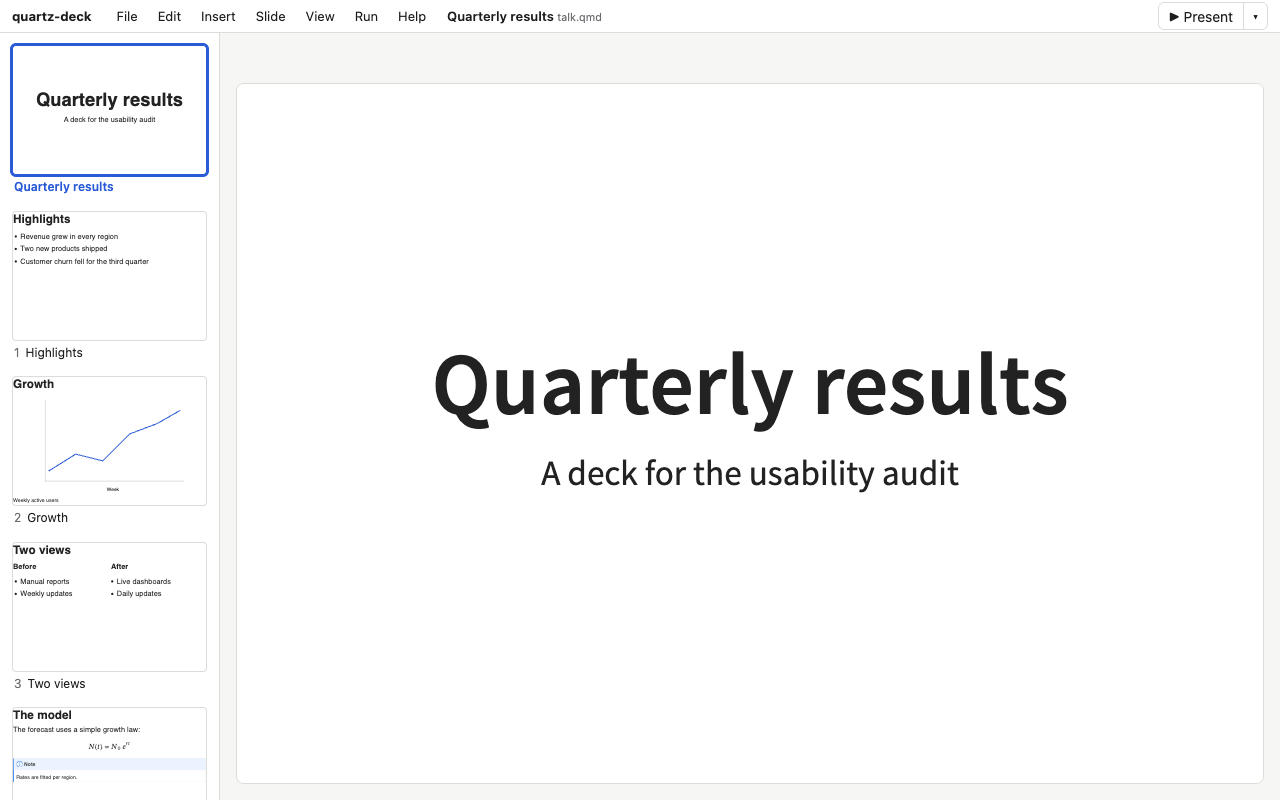 quartz-deck File Edit Insert Slide View Run Help Quarterly results talk.qmd ▶ Present ▾
Quarterly results
A deck for the usability audit
Quarterly results
Highlights
• Revenue grew in every region
• Two new products shipped
• Customer churn fell for the third quarter
1 Highlights
Growth
Week
Weekly active users
2 Growth
Two views
Before After
• Manual reports • Live dashboards
• Weekly updates • Daily updates
3 Two views
The model
The forecast uses a simple growth law:
N(t) = N₀ eʳᵗ
Note
Rates are fitted per region.
Quarterly results
A deck for the usability audit